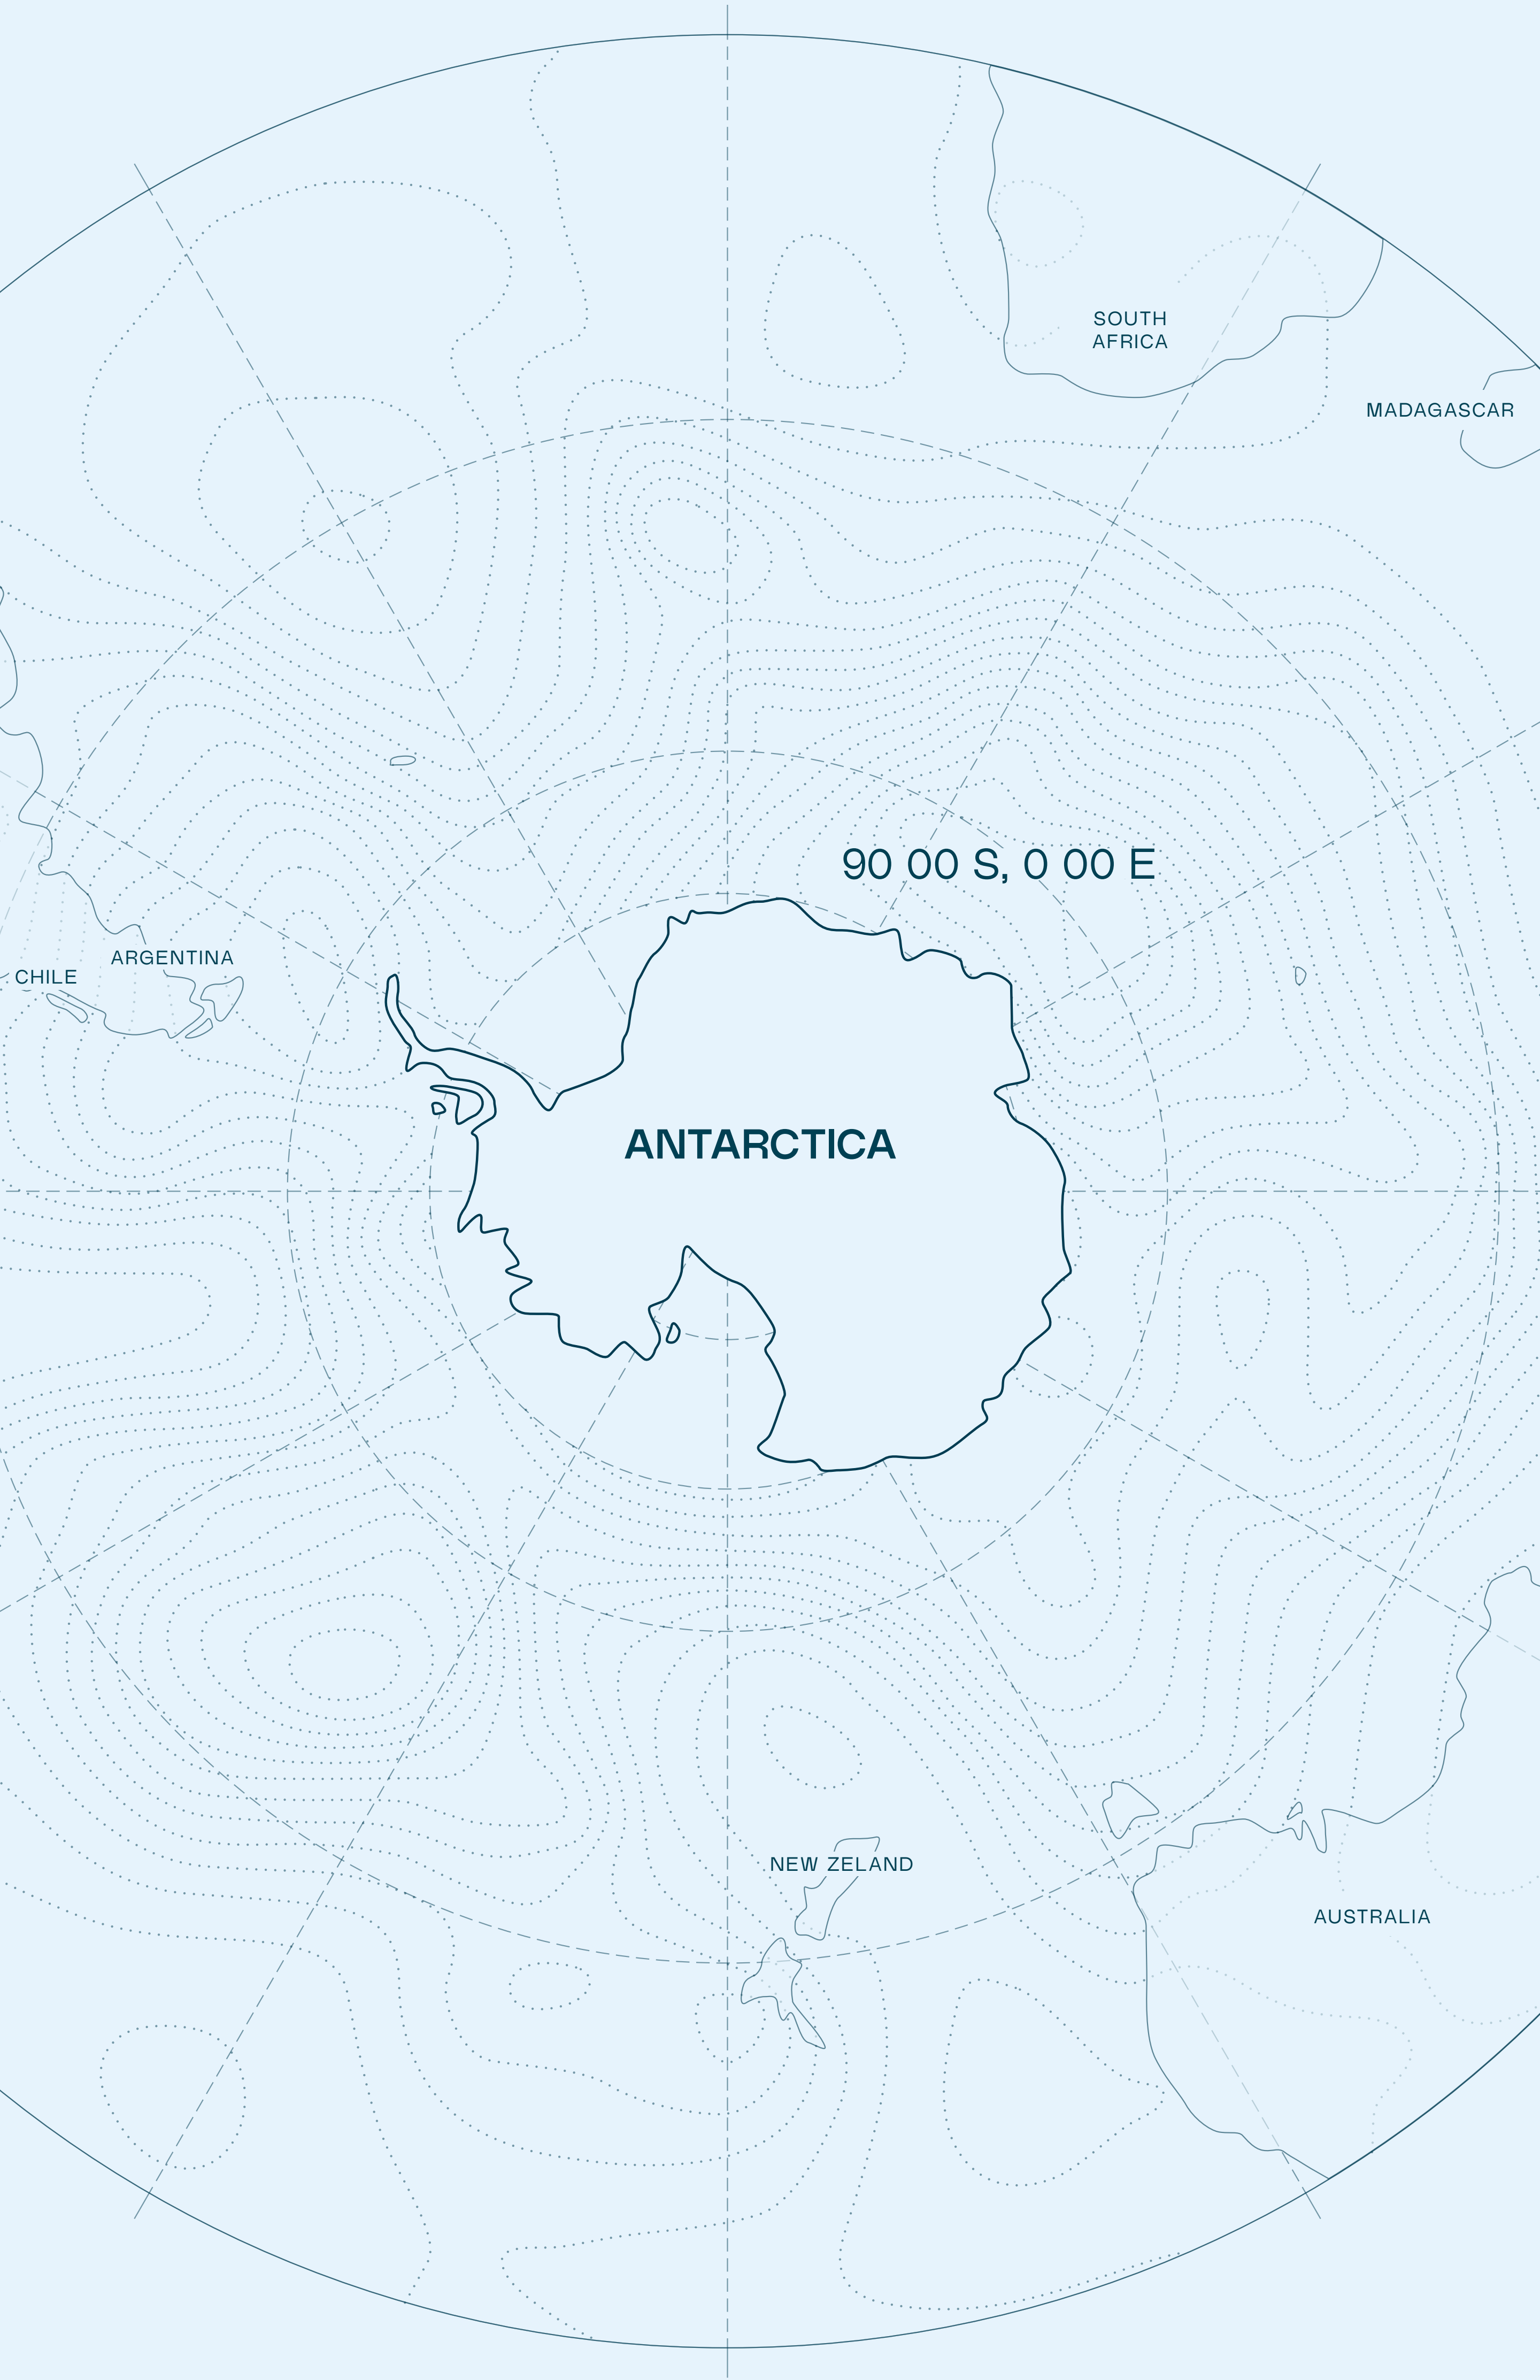 SOUTH
AFRICA
MADAGASCAR
90 00 S, 0 00 E
ARGENTINA
CHILE
ANTARCTICA
NEW ZELAND
AUSTRALIA